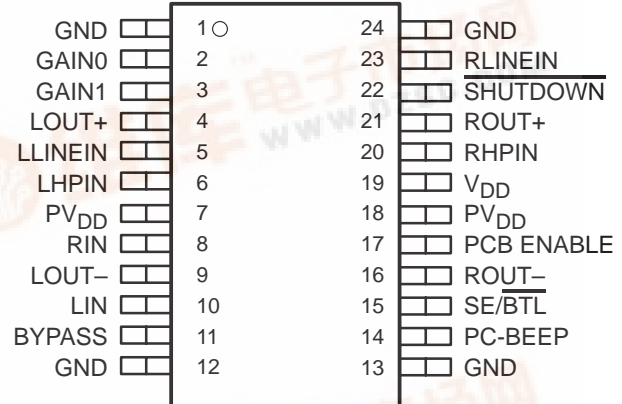 GND 1 24 GND
GAIN0 2 23 RLINEIN
GAIN1 3 22 SHUTDOWN
LOUT+ 4 21 ROUT+
LLINEIN 5 20 RHPIN
LHPIN 6 19 VDD
PVDD 7 18 PVDD
RIN 8 17 PCB ENABLE
LOUT– 9 16 ROUT–
LIN 10 15 SE/BTL
BYPASS 11 14 PC-BEEP
GND 12 13 GND